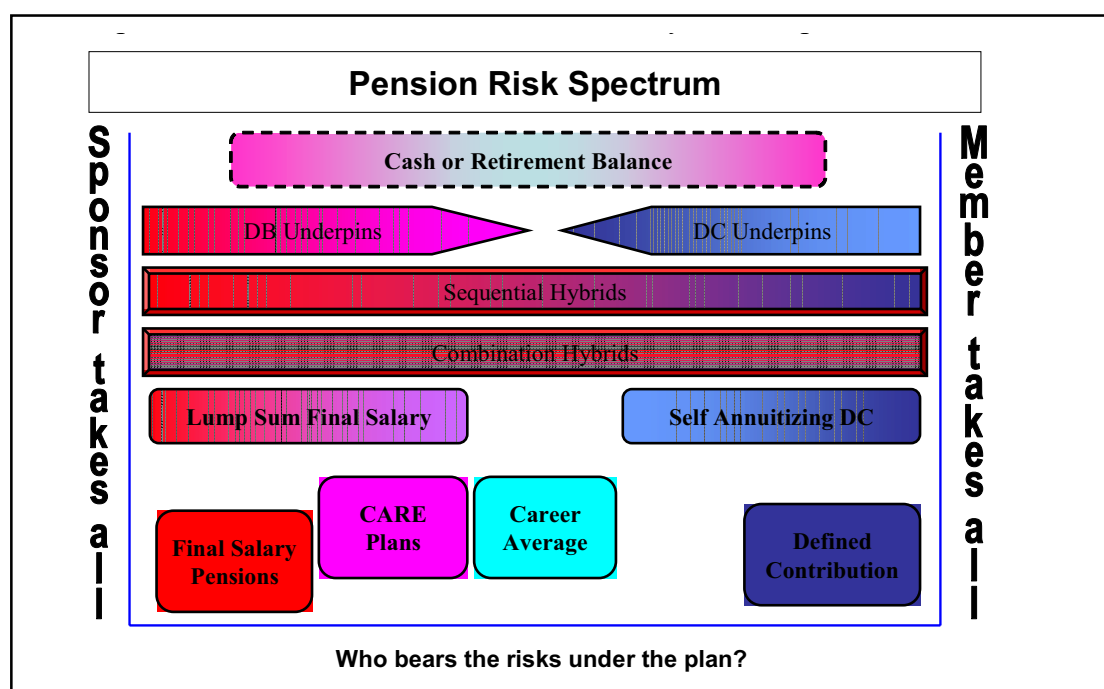 Pension Risk Spectrum
Sponsor takes all
Member takes all
Cash or Retirement Balance
DB Underpins
DC Underpins
Sequential Hybrids
Combination Hybrids
Lump Sum Final Salary
Self Annuitizing DC
Final Salary
Pensions
CARE
Plans
Career
Average
Defined
Contribution
Who bears the risks under the plan?